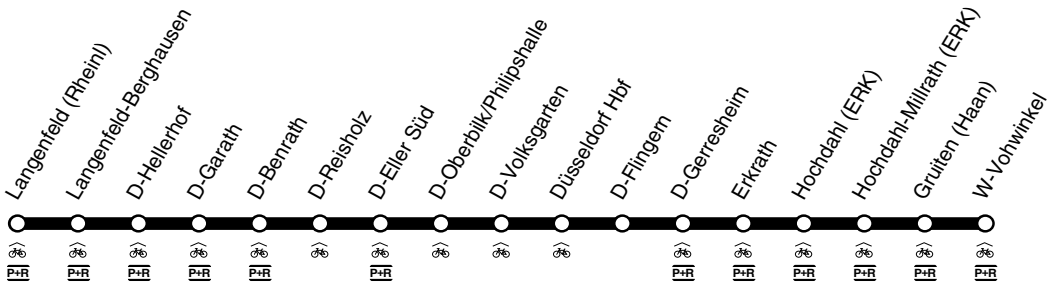 Langenfeld (Rheinl)
Langenfeld-Berghausen
D-Hellerhof
D-Garath
D-Benrath
D-Reisholz
D-Eller Süd
D-Oberbilk/Philipshalle
D-Volksgarten
Düsseldorf Hbf
D-Flingern
D-Gerresheim
Erkrath
Hochdahl (ERK)
Hochdahl-Millrath (ERK)
Gruiten (Haan)
W-Vohwinkel
P+R P+R P+R P+R P+R P+R P+R P+R P+R P+R P+R P+R